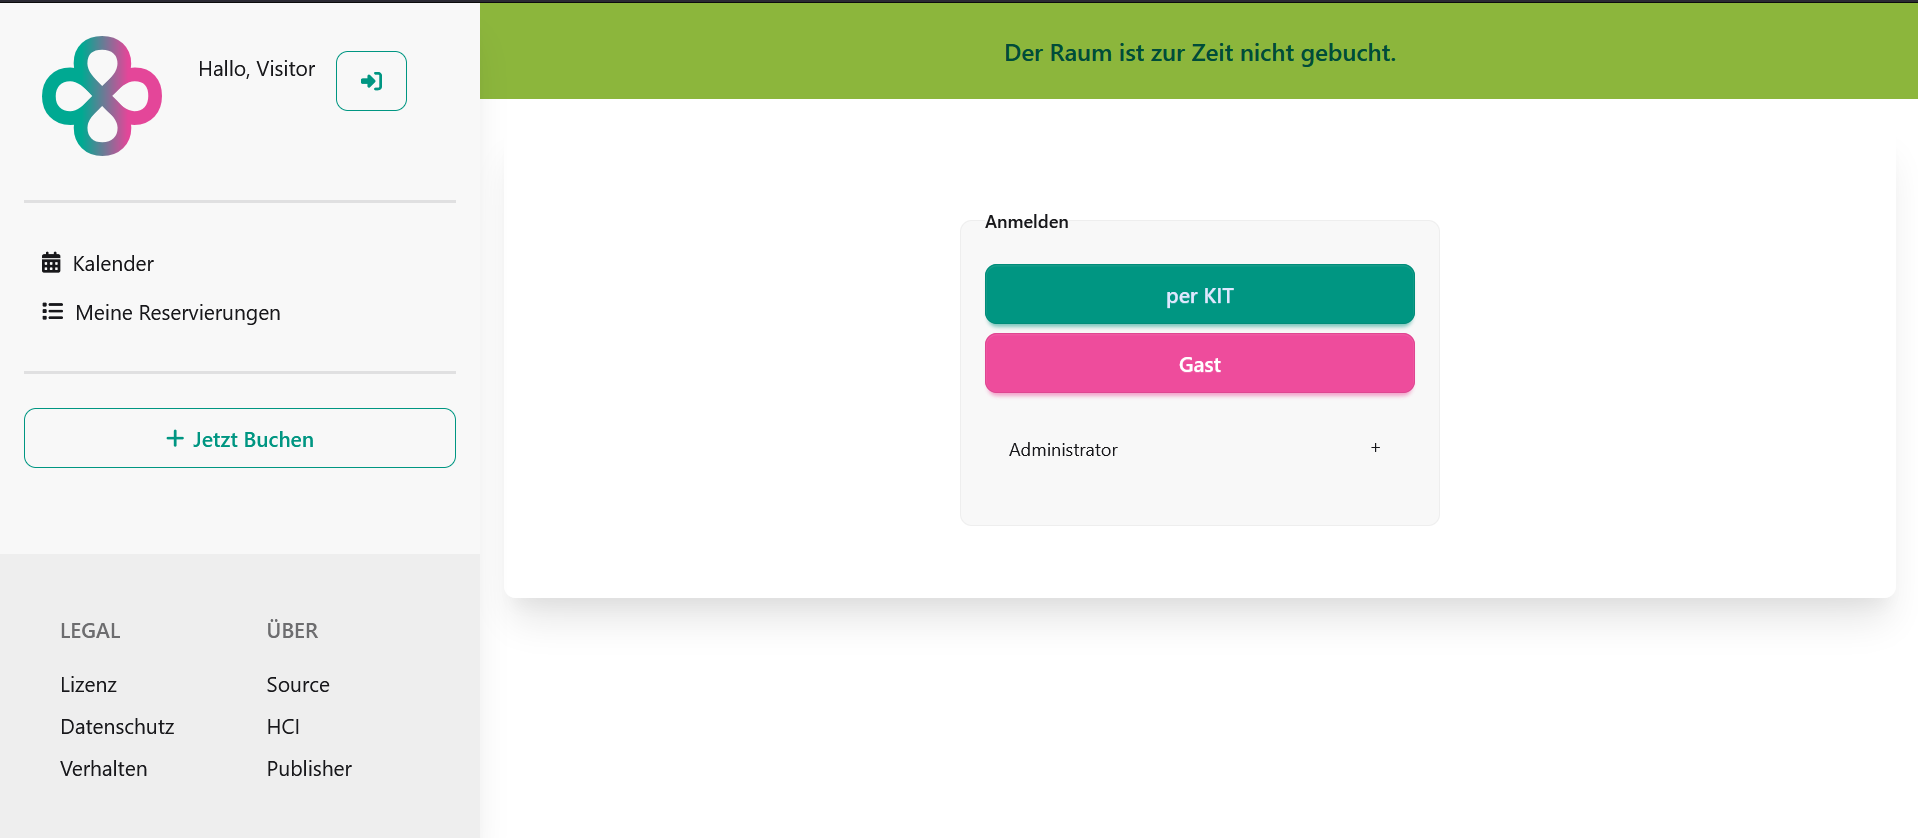 Hallo, Visitor
Kalender
Meine Reservierungen
+ Jetzt Buchen
LEGAL
Lizenz
Datenschutz
Verhalten
ÜBER
Source
HCI
Publisher
Der Raum ist zur Zeit nicht gebucht.
Anmelden
per KIT
Gast
Administrator +